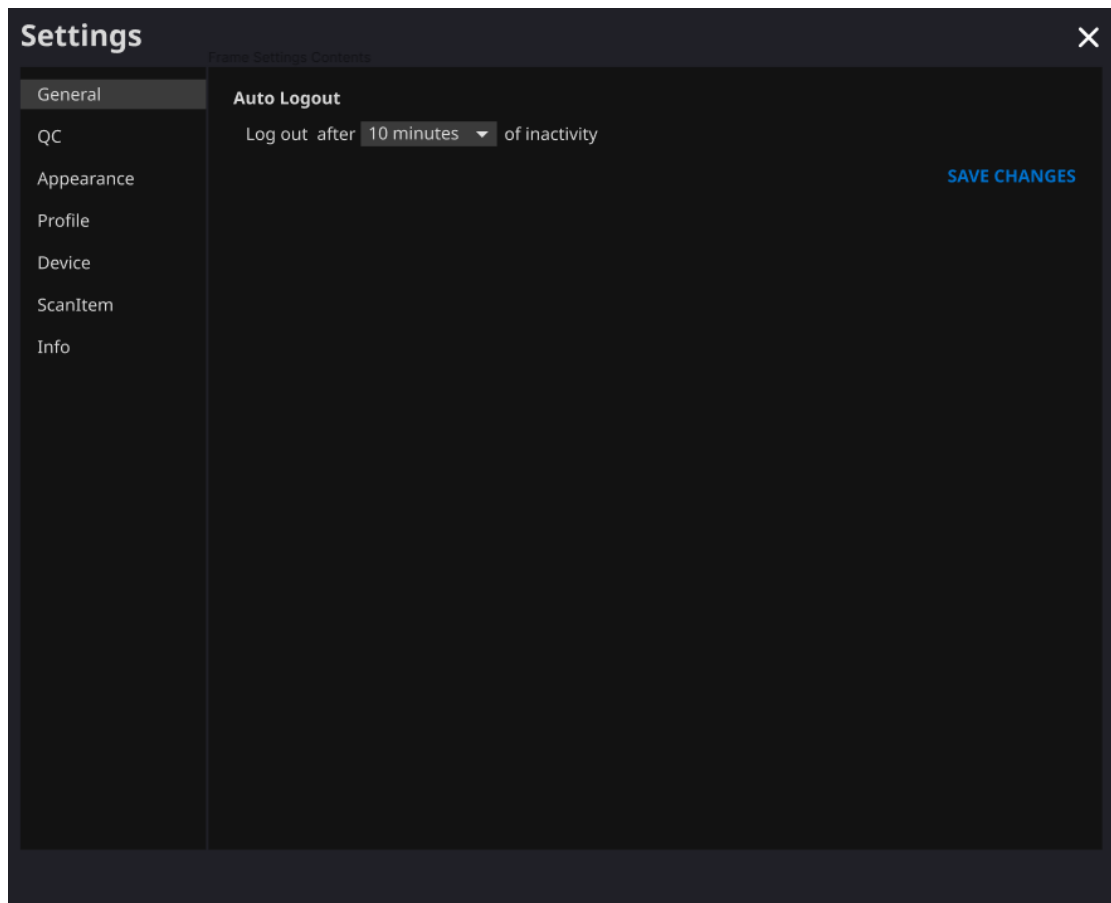 Settings
Frame Settings Contents
General
QC
Appearance
Profile
Device
ScanItem
Info
Auto Logout
Log out after 10 minutes of inactivity
SAVE CHANGES